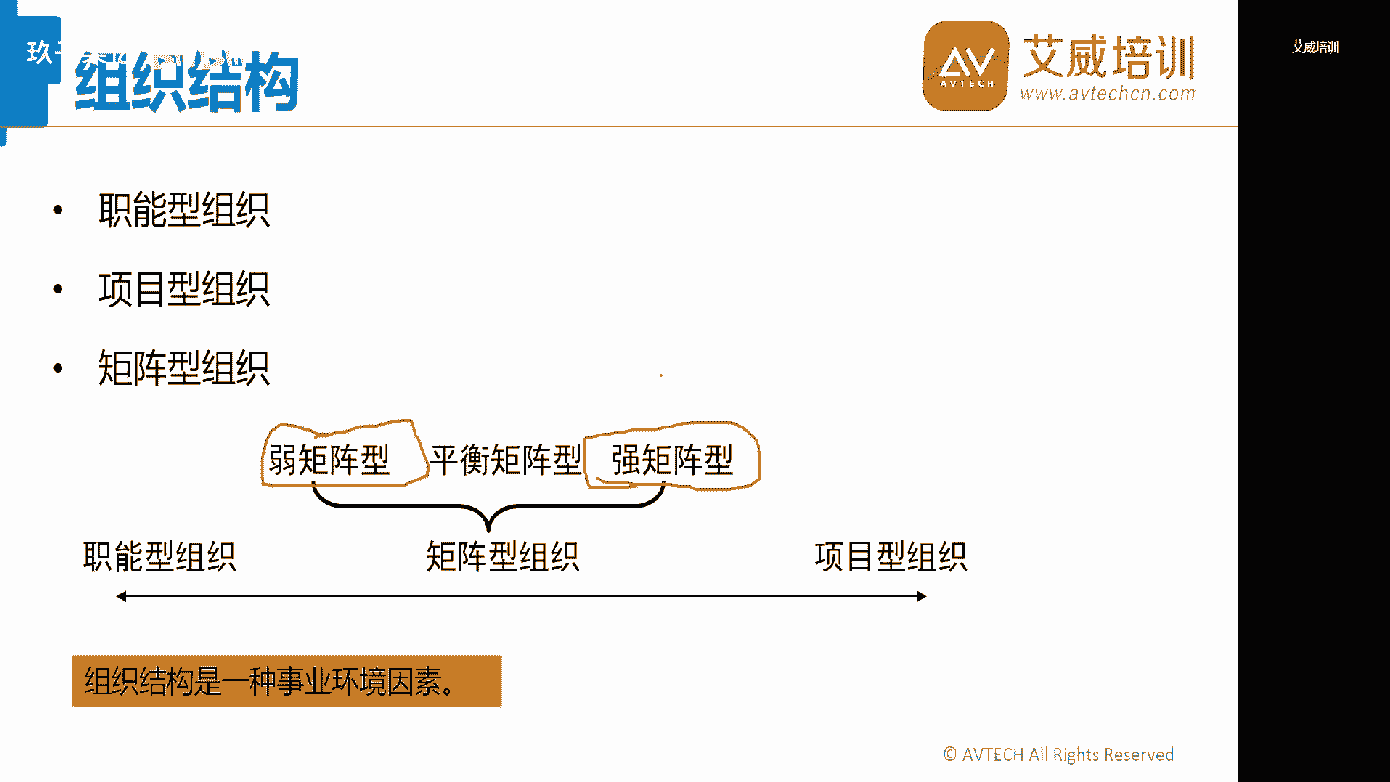 组织结构
AVTECH
艾威培训
www.avtechcn.com
艾威培训
• 职能型组织
• 项目型组织
• 矩阵型组织
弱矩阵型 平衡矩阵型 强矩阵型
职能型组织 矩阵型组织 项目型组织
组织结构是一种事业环境因素。
© AVTECH All Rights Reserved